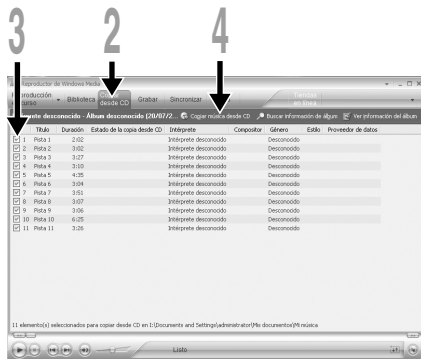 3 2 4
Reproductor de Windows Media
Reproducción en curso Biblioteca Copiar desde CD Grabar Sincronizar Tiendas en línea
Intérprete desconocido - Álbum desconocido (20/07/2... Copiar música desde CD Buscar información de álbum Ver información del álbum
Título Duración Estado de la copia desde CD Intérprete Compositor Género Estilo Proveedor de datos
1 Pista 1 2:02 Intérprete desconocido Desconocido
2 Pista 2 3:02 Intérprete desconocido Desconocido
3 Pista 3 3:27 Intérprete desconocido Desconocido
4 Pista 4 3:10 Intérprete desconocido Desconocido
5 Pista 5 4:35 Intérprete desconocido Desconocido
6 Pista 6 3:04 Intérprete desconocido Desconocido
7 Pista 7 3:51 Intérprete desconocido Desconocido
8 Pista 8 3:07 Intérprete desconocido Desconocido
9 Pista 9 3:06 Intérprete desconocido Desconocido
10 Pista 10 6:25 Intérprete desconocido Desconocido
11 Pista 11 3:26 Intérprete desconocido Desconocido
11 elemento(s) seleccionados para copiar desde CD en I:\Documents and Settings\administrator\Mis documentos\Mi música
Listo